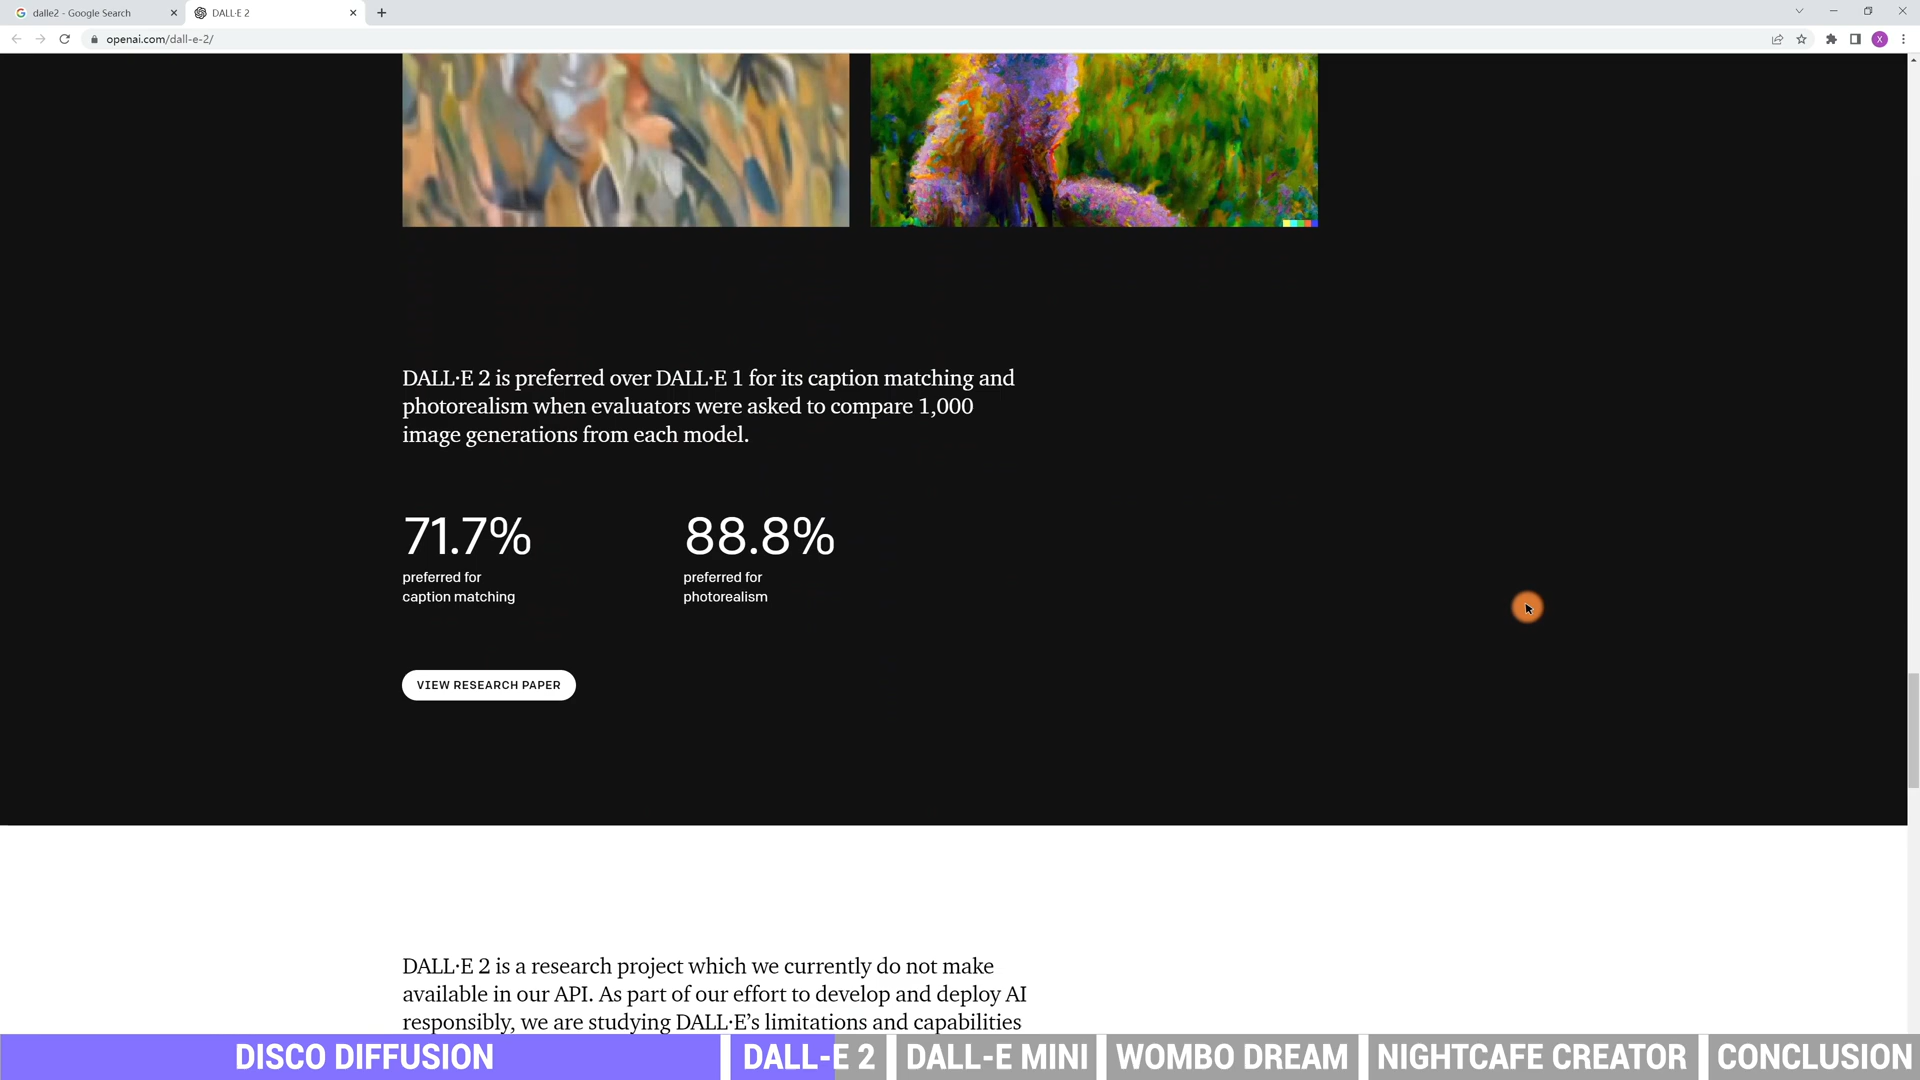 dalle2 - Google Search
DALL·E 2
openai.com/dall-e-2/
X
DALL·E 2 is preferred over DALL·E 1 for its caption matching and
photorealism when evaluators were asked to compare 1,000
image generations from each model.
71.7%
preferred for
caption matching
88.8%
preferred for
photorealism
VIEW RESEARCH PAPER
DALL·E 2 is a research project which we currently do not make
available in our API. As part of our effort to develop and deploy AI
responsibly, we are studying DALL·E’s limitations and capabilities
DISCO DIFFUSION
DALL-E 2
DALL-E MINI
WOMBO DREAM
NIGHTCAFE CREATOR
CONCLUSION